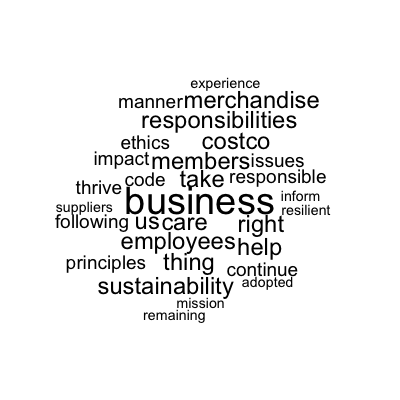 experience
manner merchandise
responsibilities
ethics costco
impact members issues
code take responsible
thrive business inform
suppliers resilient
following us care right
employees help
principles thing continue
sustainability adopted
mission
remaining